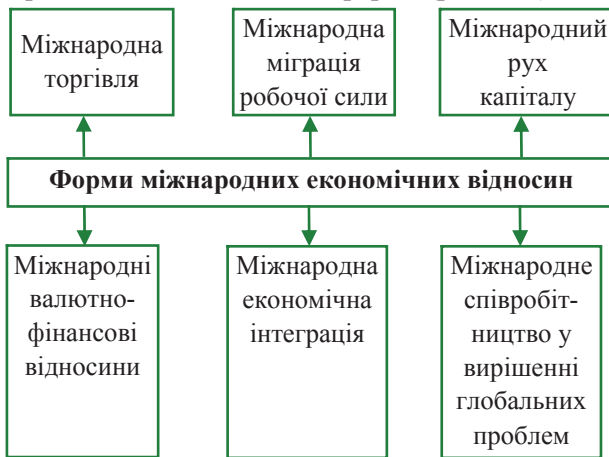 Міжнародна
торгівля
Міжнародна
міграція
робочої сили
Міжнародний
рух
капіталу
Форми міжнародних економічних відносин
Міжнародні
валютно-
фінансові
відносини
Міжнародна
економічна
інтеграція
Міжнародне
співробіт-
ництво у
вирішенні
глобальних
проблем